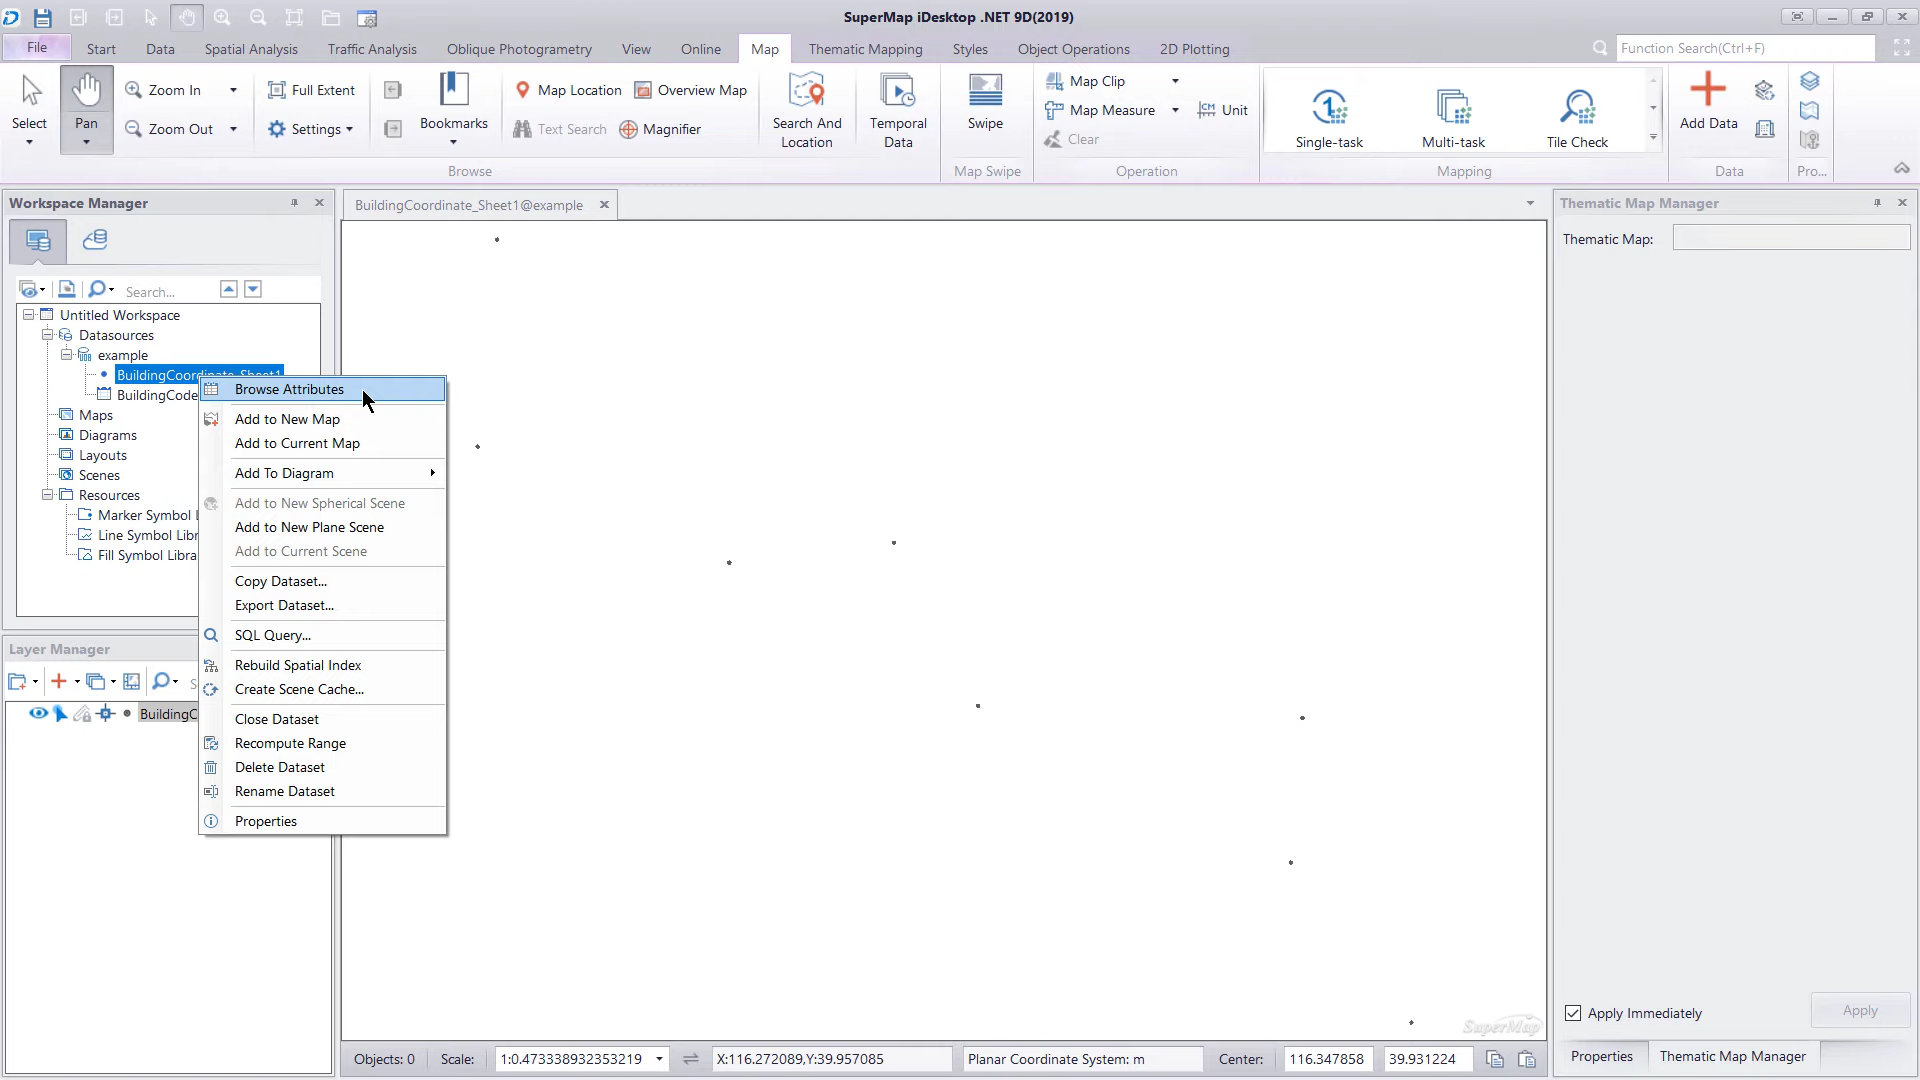 SuperMap iDesktop .NET 9D(2019)
File Start Data Spatial Analysis Traffic Analysis Oblique Photogrametry View Online Map Thematic Mapping Styles Object Operations 2D Plotting Function Search(Ctrl+F)
Select
Pan
Zoom In
Zoom Out
Full Extent
Settings
Bookmarks
Map Location
Overview Map
Text Search
Magnifier
Search And
Location
Temporal
Data
Swipe
Map Clip
Map Measure
Unit
Clear
Single-task
Multi-task
Tile Check
Add Data
Browse
Map Swipe
Operation
Mapping
Data
Pro...
Workspace Manager
Search...
Untitled Workspace
Datasources
example
BuildingCoordinate_Sheet1
BuildingCode
Maps
Diagrams
Layouts
Scenes
Resources
Marker Symbol L
Line Symbol Libr
Fill Symbol Libra
Browse Attributes
Add to New Map
Add to Current Map
Add To Diagram
Add to New Spherical Scene
Add to New Plane Scene
Add to Current Scene
Copy Dataset...
Export Dataset...
SQL Query...
Rebuild Spatial Index
Create Scene Cache...
Close Dataset
Recompute Range
Delete Dataset
Rename Dataset
Properties
Layer Manager
S
BuildingC
BuildingCoordinate_Sheet1@example
SuperMap
Objects: 0 Scale: 1:0.473338932353219 X:116.272089,Y:39.957085 Planar Coordinate System: m Center: 116.347858 39.931224
Thematic Map Manager
Thematic Map:
Apply Immediately
Apply
Properties Thematic Map Manager